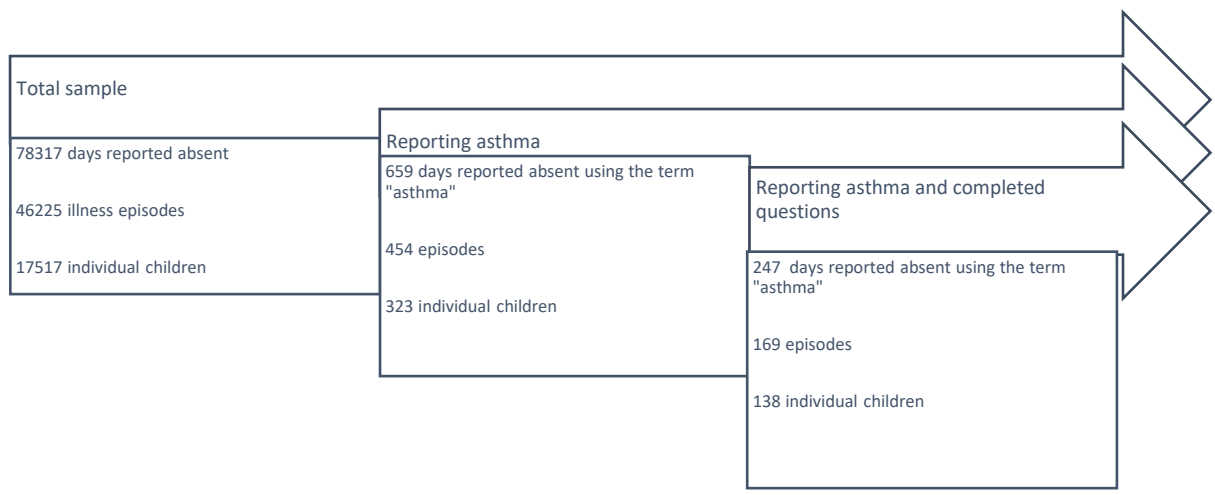 Total sample
78317 days reported absent
46225 illness episodes
17517 individual children
Reporting asthma
659 days reported absent using the term
"asthma"
454 episodes
323 individual children
Reporting asthma and completed
questions
247 days reported absent using the term
"asthma"
169 episodes
138 individual children